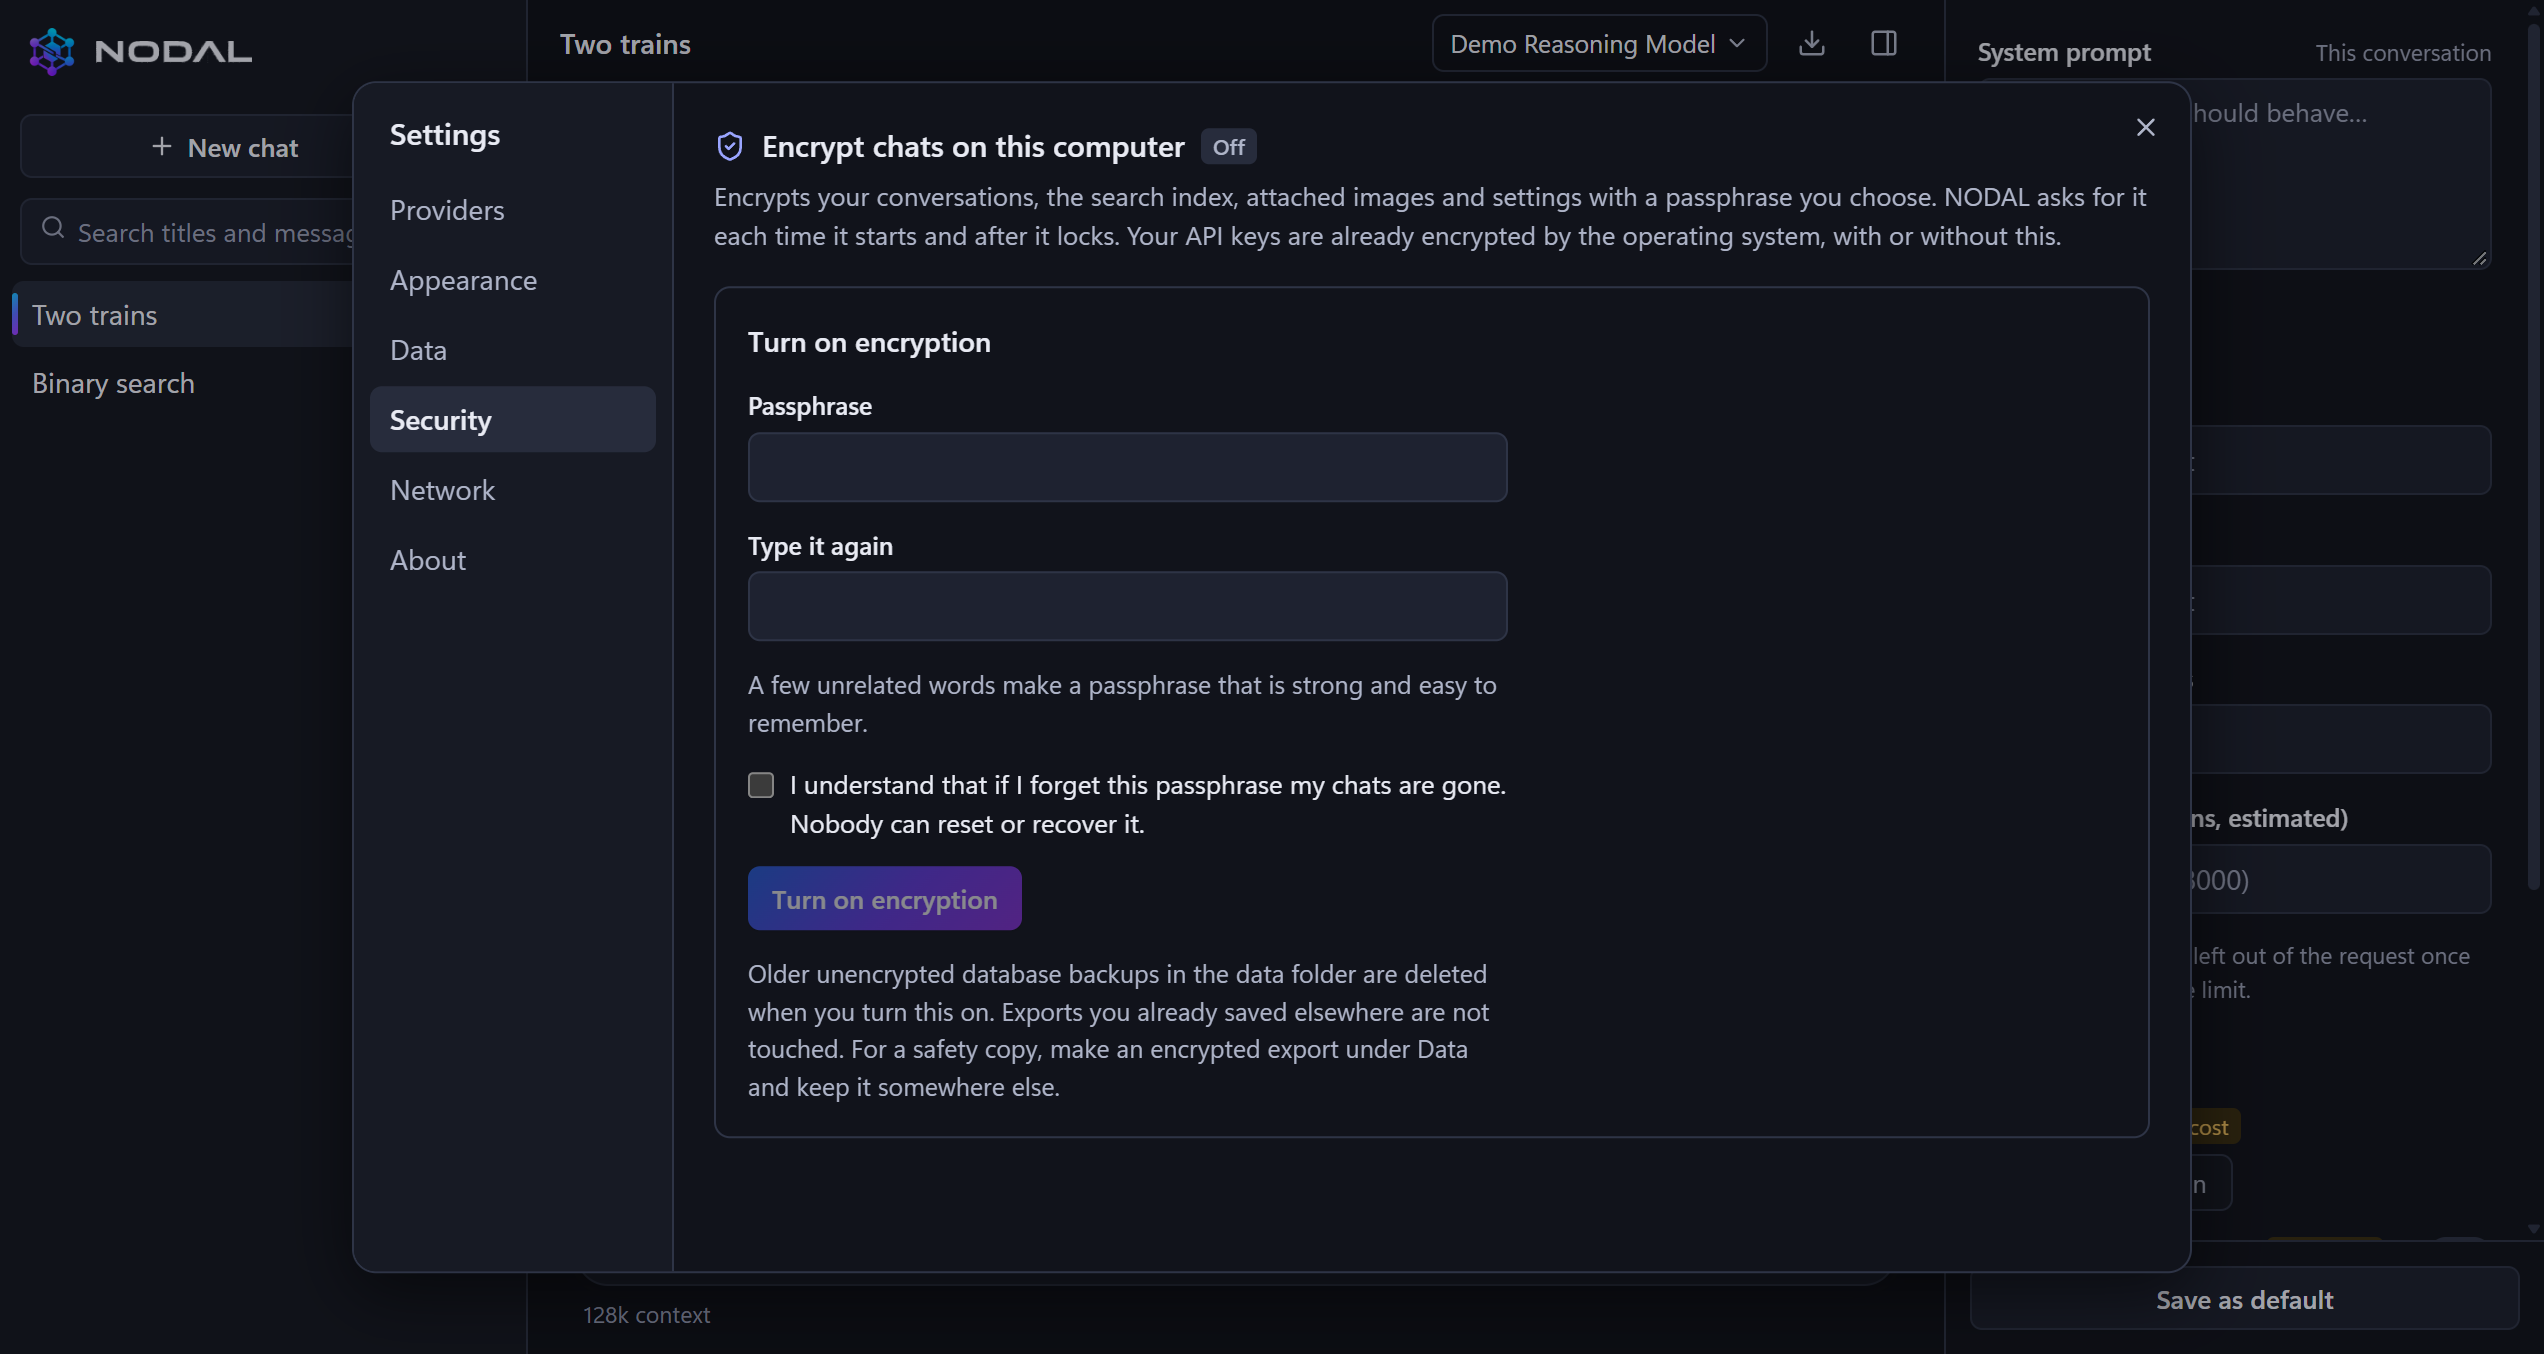 NODAL
New chat
Search titles and messag
Two trains
Binary search
Two trains
Demo Reasoning Model
System prompt
This conversation
hould behave...
Settings
Providers
Appearance
Data
Security
Network
About
Encrypt chats on this computer
Off
Encrypts your conversations, the search index, attached images and settings with a passphrase you choose. NODAL asks for it
each time it starts and after it locks. Your API keys are already encrypted by the operating system, with or without this.
Turn on encryption
Passphrase
Type it again
A few unrelated words make a passphrase that is strong and easy to
remember.
I understand that if I forget this passphrase my chats are gone.
Nobody can reset or recover it.
Turn on encryption
Older unencrypted database backups in the data folder are deleted
when you turn this on. Exports you already saved elsewhere are not
touched. For a safety copy, make an encrypted export under Data
and keep it somewhere else.
ns, estimated)
000)
left out of the request once
limit.
cost
n
128k context
Save as default